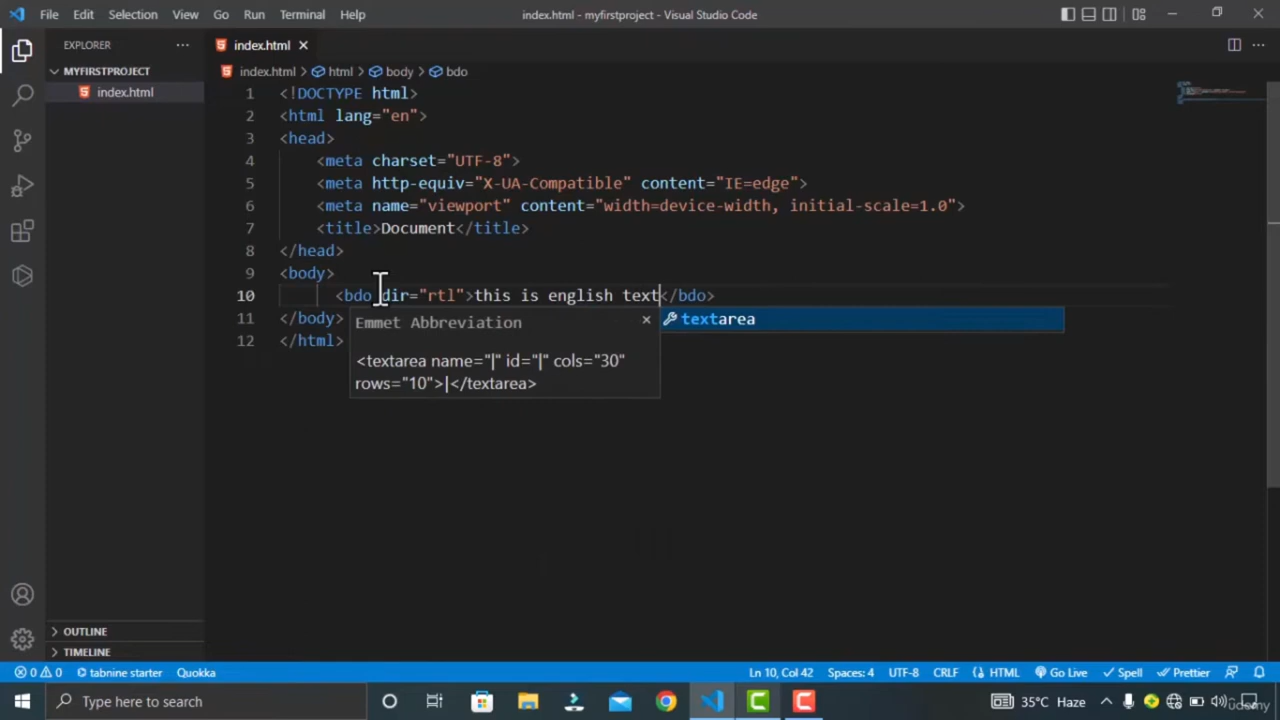 File Edit Selection View Go Run Terminal Help
index.html - myfirstproject - Visual Studio Code
EXPLORER
index.html
MYFIRSTPROJECT
index.html
index.html > html > body > bdo
1 <!DOCTYPE html>
2 <html lang="en">
3 <head>
4 <meta charset="UTF-8">
5 <meta http-equiv="X-UA-Compatible" content="IE=edge">
6 <meta name="viewport" content="width=device-width, initial-scale=1.0">
7 <title>Document</title>
8 </head>
9 <body>
10 <bdo dir="rtl">this is english text</bdo>
11 </body>
12 </html>
textarea
Emmet Abbreviation
<textarea name="|" id="|" cols="30"
rows="10">|</textarea>
OUTLINE
TIMELINE
0 0 tabnine starter Quokka Ln 10, Col 42 Spaces: 4 UTF-8 CRLF HTML Go Live Spell Prettier
Type here to search
35°C Haze
Udemy